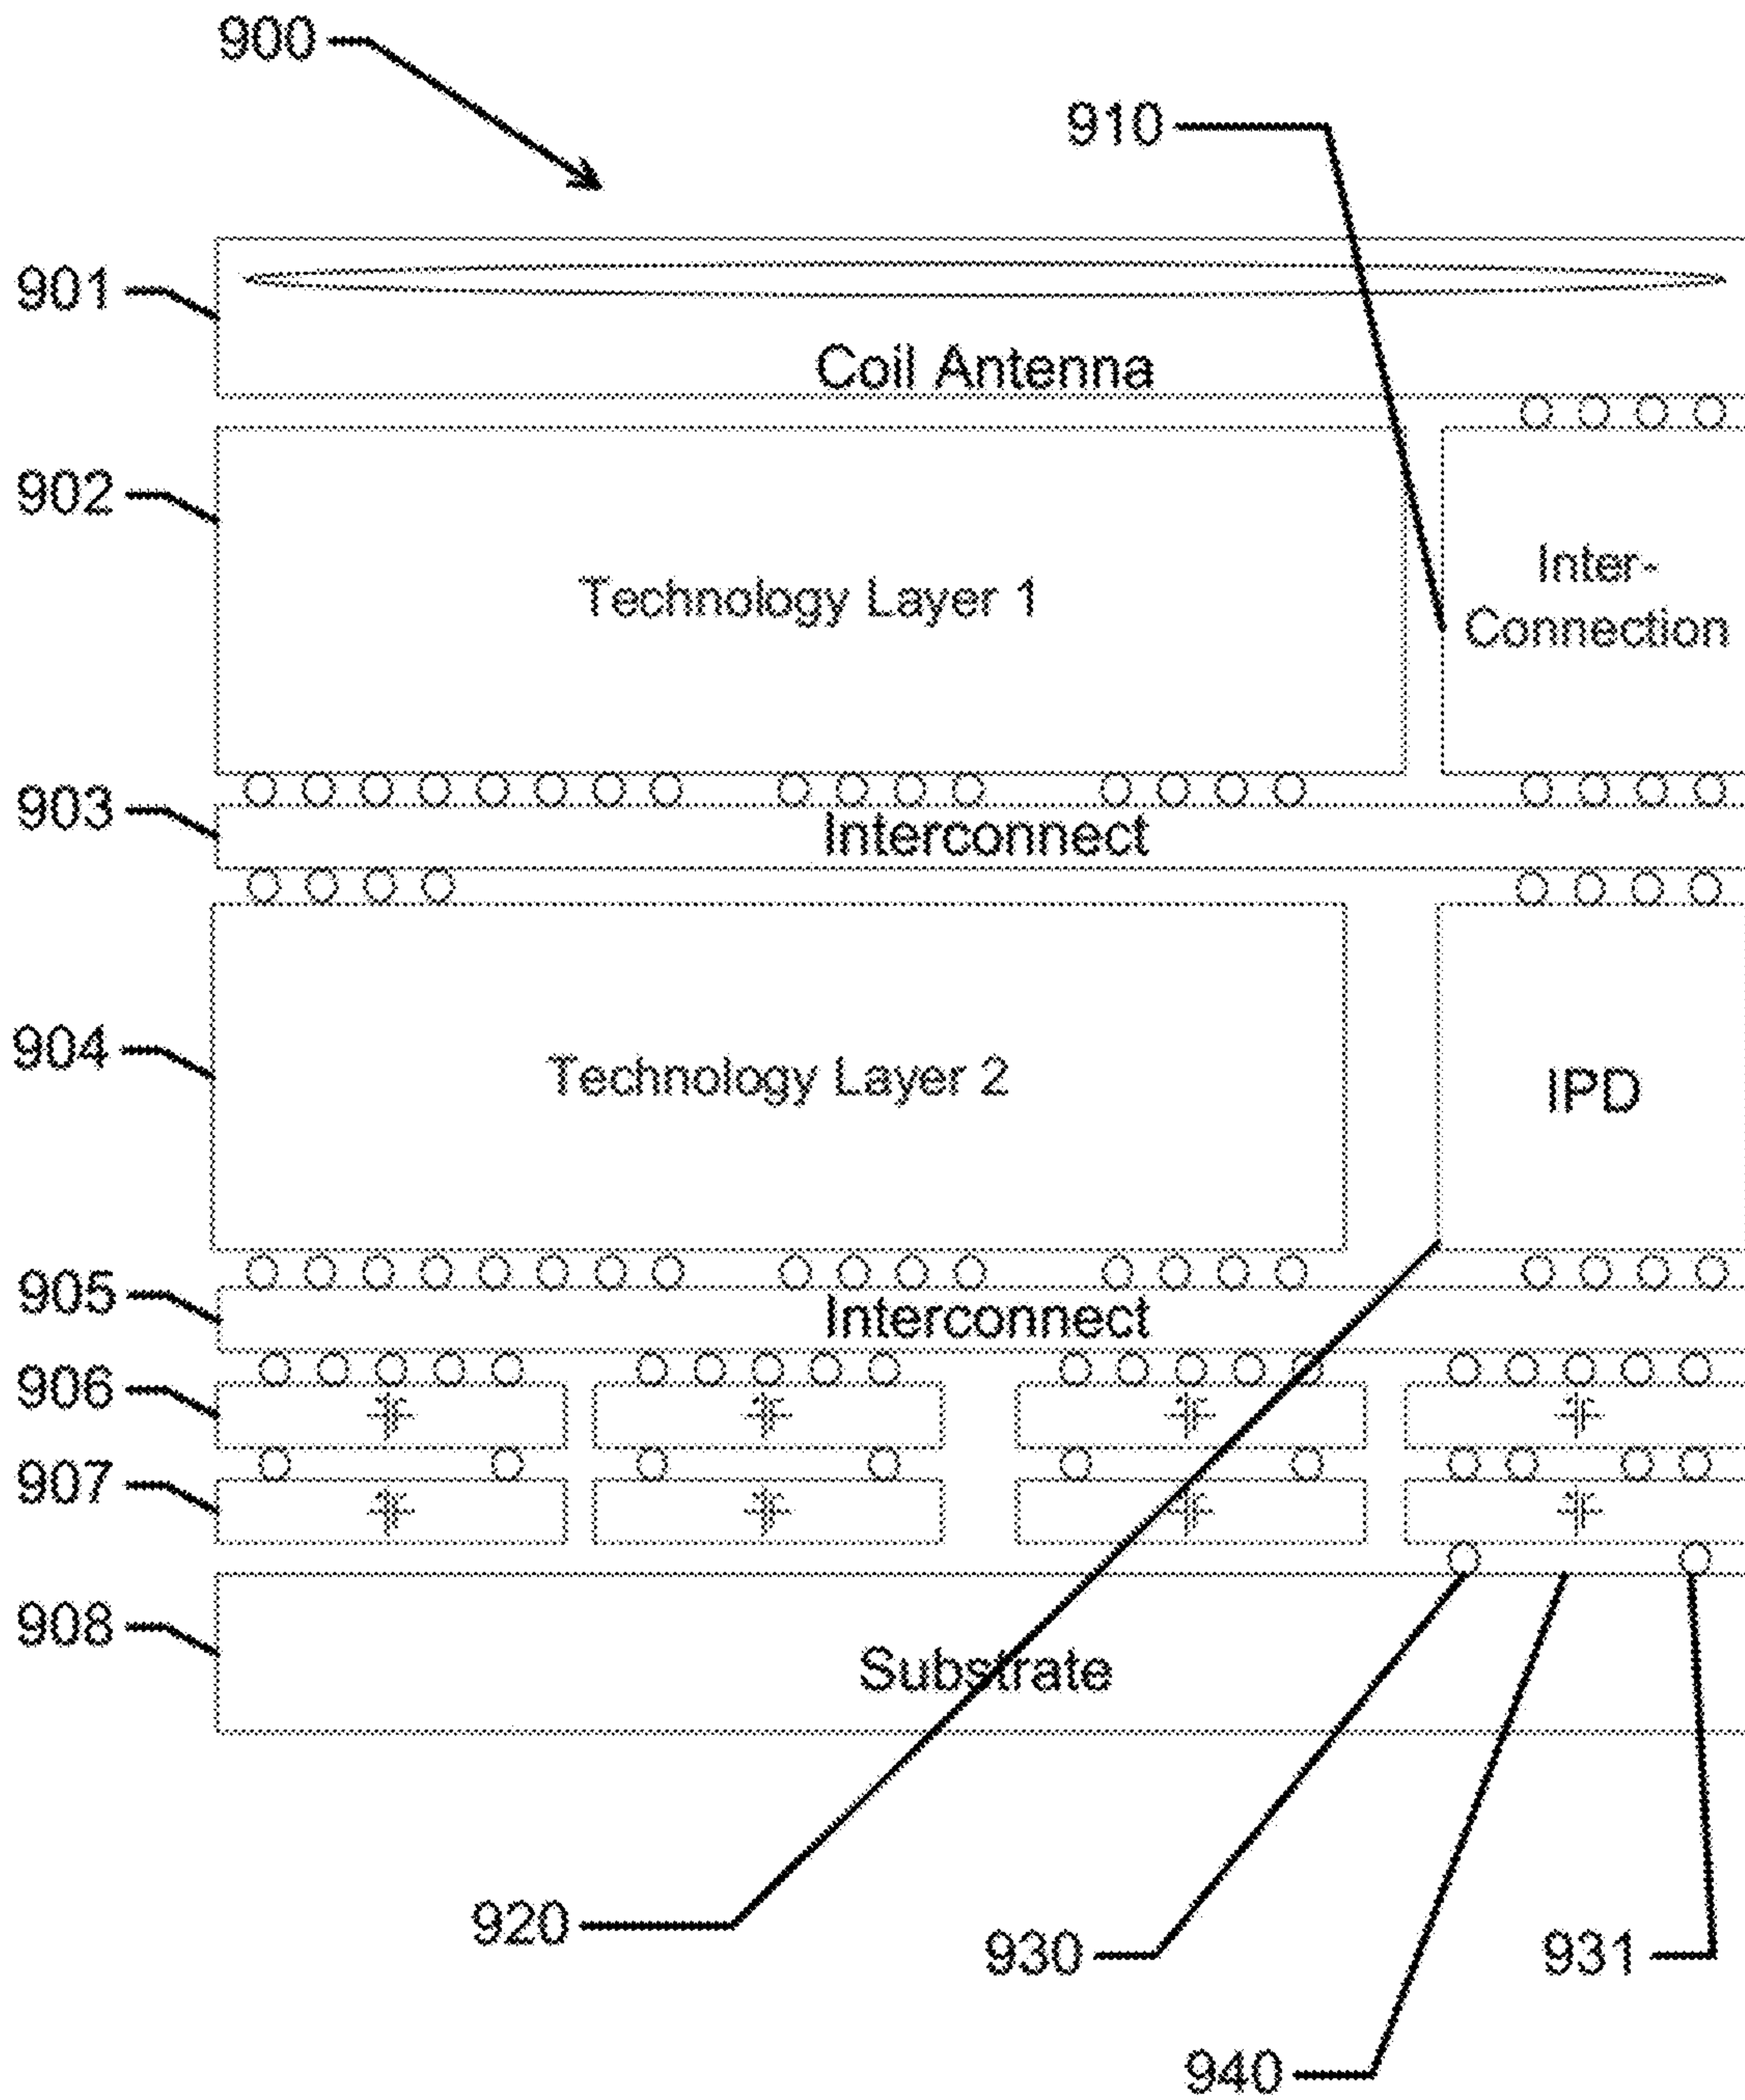 900
910
901
Coil Antenna
902
Technology Layer 1
Inter-
Connection
903
Interconnect
904
Technology Layer 2
IPD
905
Interconnect
906
907
908
Substrate
920
930
931
940